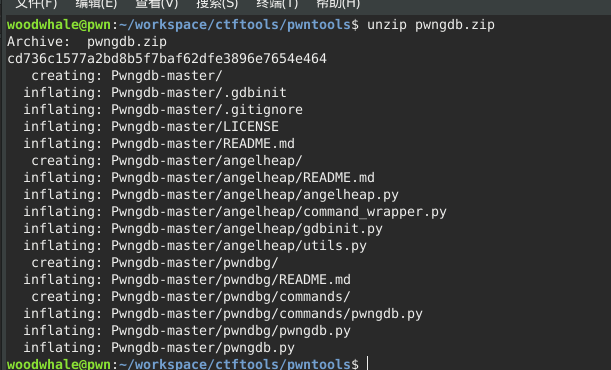 文件(F) 编辑(E) 查看(V) 搜索(S) 终端(T) 帮助(H)
woodwhale@pwn:~/workspace/ctftools/pwntools$ unzip pwngdb.zip
Archive:  pwngdb.zip
cd736c1577a2bd8b5f7baf62dfe3896e7654e464
   creating: Pwngdb-master/
  inflating: Pwngdb-master/.gdbinit
  inflating: Pwngdb-master/.gitignore
  inflating: Pwngdb-master/LICENSE
  inflating: Pwngdb-master/README.md
   creating: Pwngdb-master/angelheap/
  inflating: Pwngdb-master/angelheap/README.md
  inflating: Pwngdb-master/angelheap/angelheap.py
  inflating: Pwngdb-master/angelheap/command_wrapper.py
  inflating: Pwngdb-master/angelheap/gdbinit.py
  inflating: Pwngdb-master/angelheap/utils.py
   creating: Pwngdb-master/pwndbg/
  inflating: Pwngdb-master/pwndbg/README.md
   creating: Pwngdb-master/pwndbg/commands/
  inflating: Pwngdb-master/pwndbg/commands/pwngdb.py
  inflating: Pwngdb-master/pwndbg/pwngdb.py
  inflating: Pwngdb-master/pwngdb.py
woodwhale@pwn:~/workspace/ctftools/pwntools$